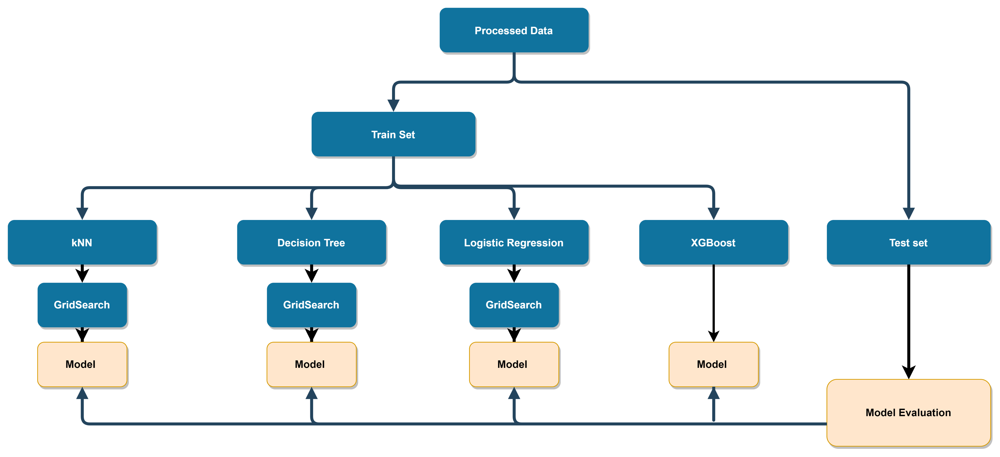 Processed Data
Train Set
kNN
Decision Tree
Logistic Regression
XGBoost
Test set
GridSearch
GridSearch
GridSearch
Model
Model
Model
Model
Model Evaluation